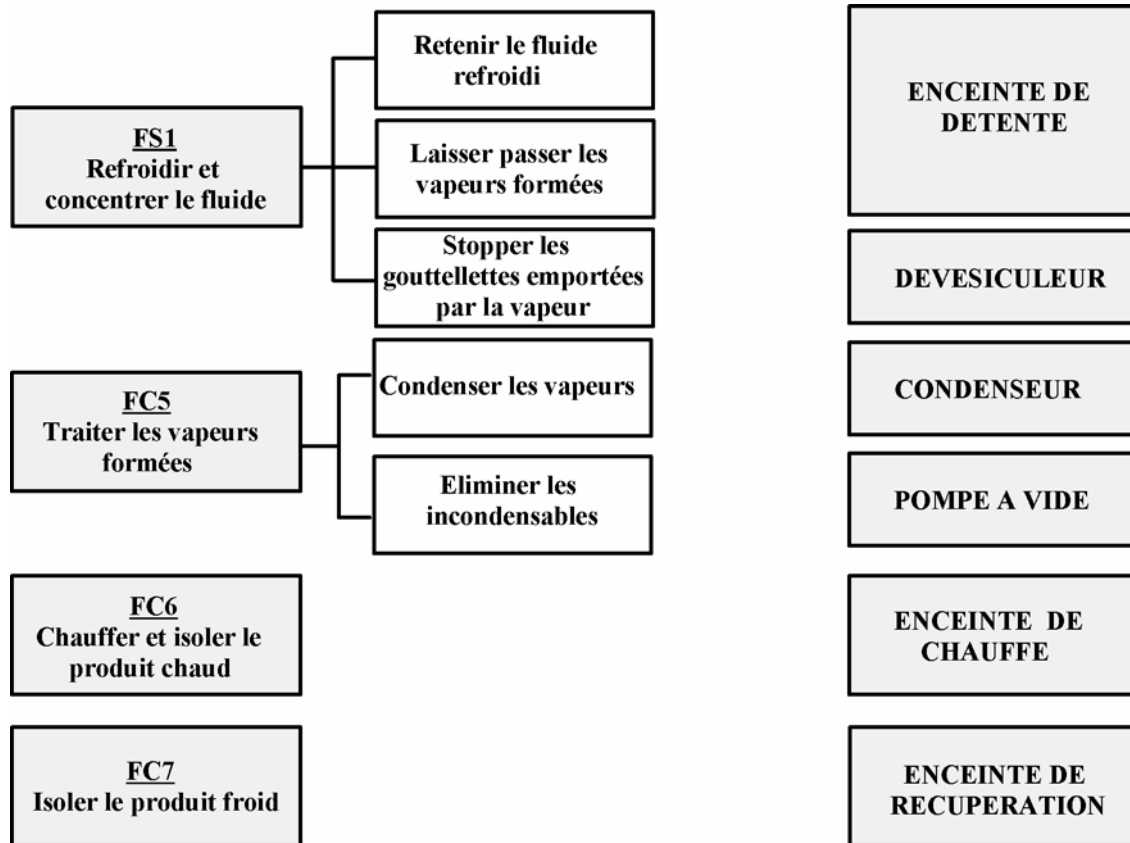 FS1
Refroidir et
concentrer le fluide
Retenir le fluide
refroidi
Laisser passer les
vapeurs formées
Stopper les
gouttellettes emportées
par la vapeur
ENCEINTE DE
DETENTE
DEVESICULEUR
FC5
Traiter les vapeurs
formées
Condenser les vapeurs
Eliminer les
incondensables
CONDENSEUR
POMPE A VIDE
FC6
Chauffer et isoler le
produit chaud
ENCEINTE DE
CHAUFFE
FC7
Isoler le produit froid
ENCEINTE DE
RECUPERATION